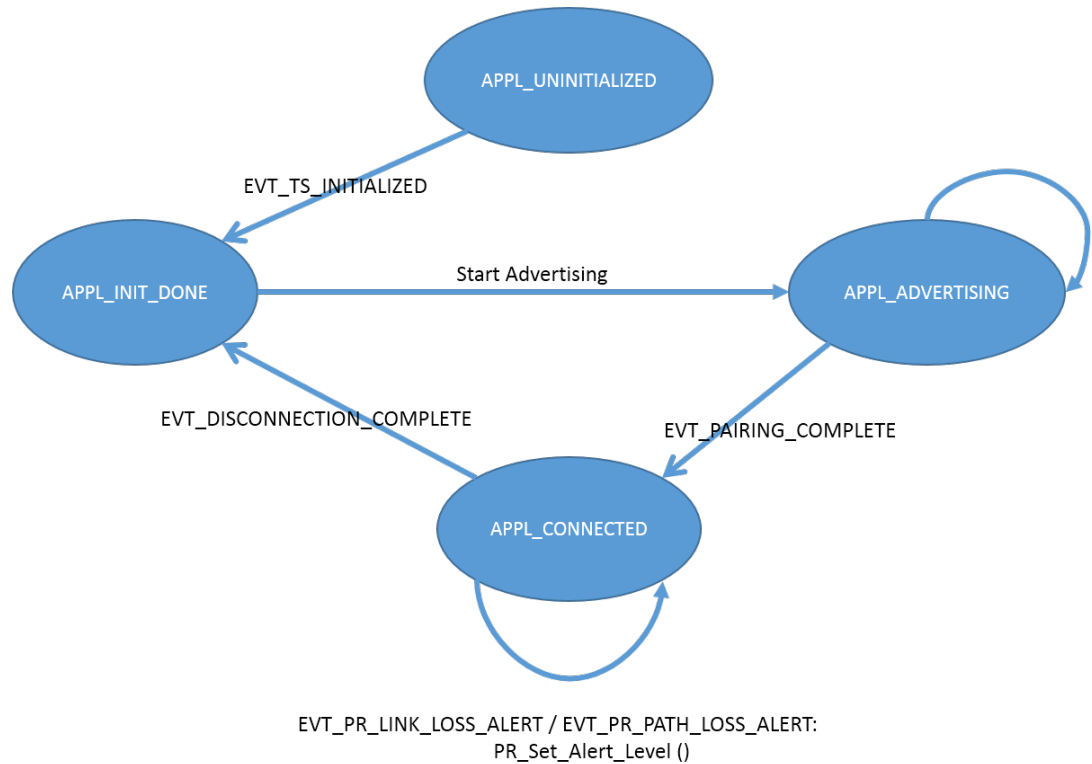 APPL_UNINITIALIZED
EVT_TS_INITIALIZED
APPL_INIT_DONE
Start Advertising
APPL_ADVERTISING
EVT_DISCONNECTION_COMPLETE
EVT_PAIRING_COMPLETE
APPL_CONNECTED
EVT_PR_LINK_LOSS_ALERT / EVT_PR_PATH_LOSS_ALERT:
PR_Set_Alert_Level ()